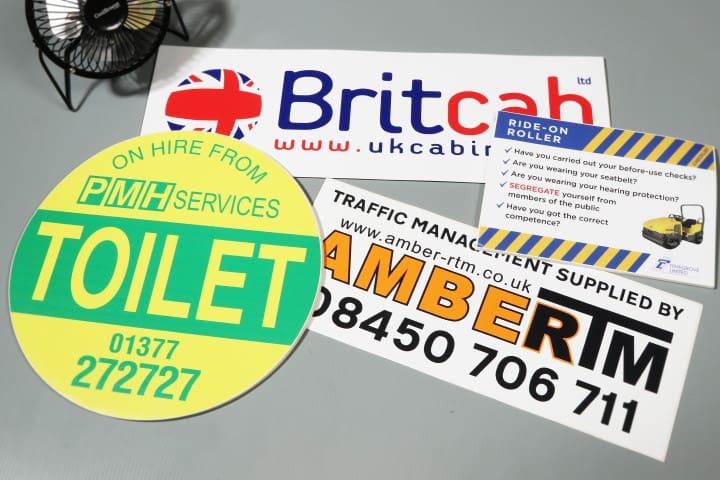 Britcab ltd
www.ukcabin
ON HIRE FROM
PMH SERVICES
TOILET
01377
272727
RIDE-ON
ROLLER
Have you carried out your before-use checks?
Are you wearing your seatbelt?
Are you wearing your hearing protection?
SEGREGATE yourself from
members of the public
Have you got the correct
competence?
TRAFFIC MANAGEMENT SUPPLIED BY
www.amber-rtm.co.uk
AMBERRTM
08450 706 711